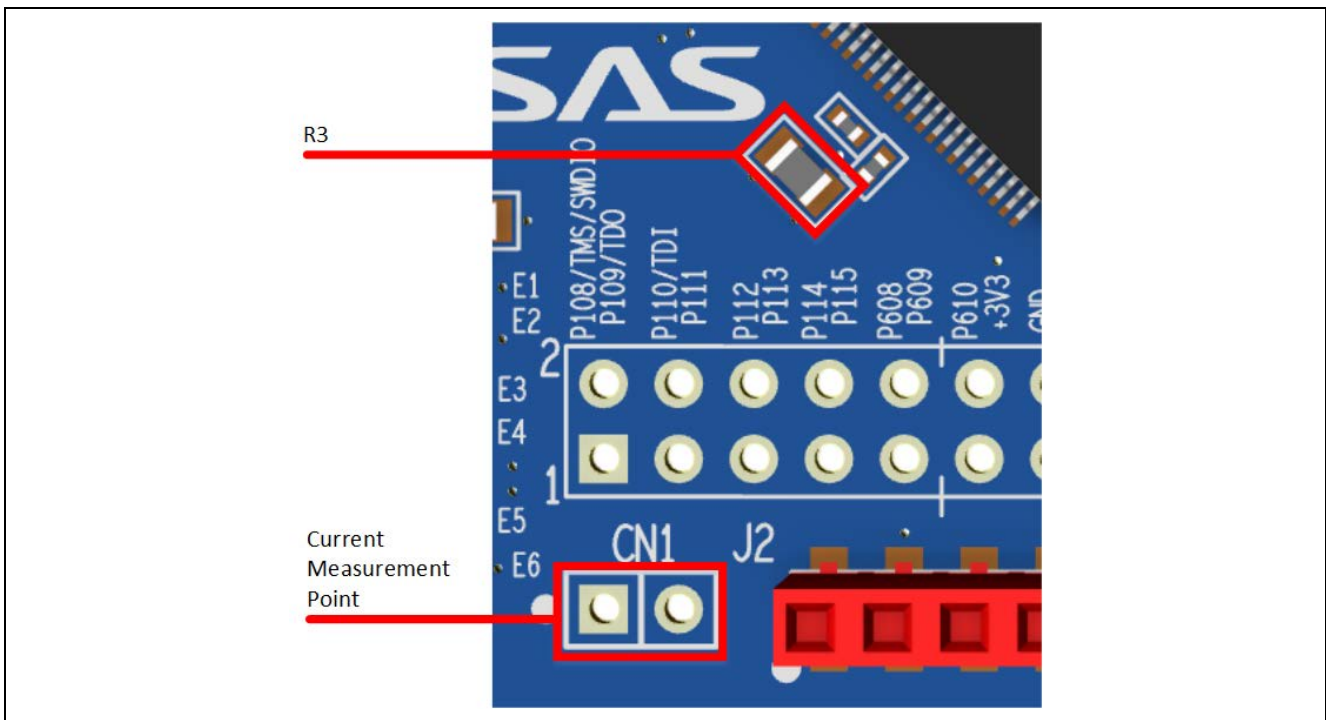 SAS
R3
P108/TMS/SWDIO
P109/TDO
P110/TDI
P111
P112
P113
P114
P115
P608
P609
P610
+3V3
GND
E1
E2
2
E3
E4
1
E5
CN1
J2
E6
Current
Measurement
Point